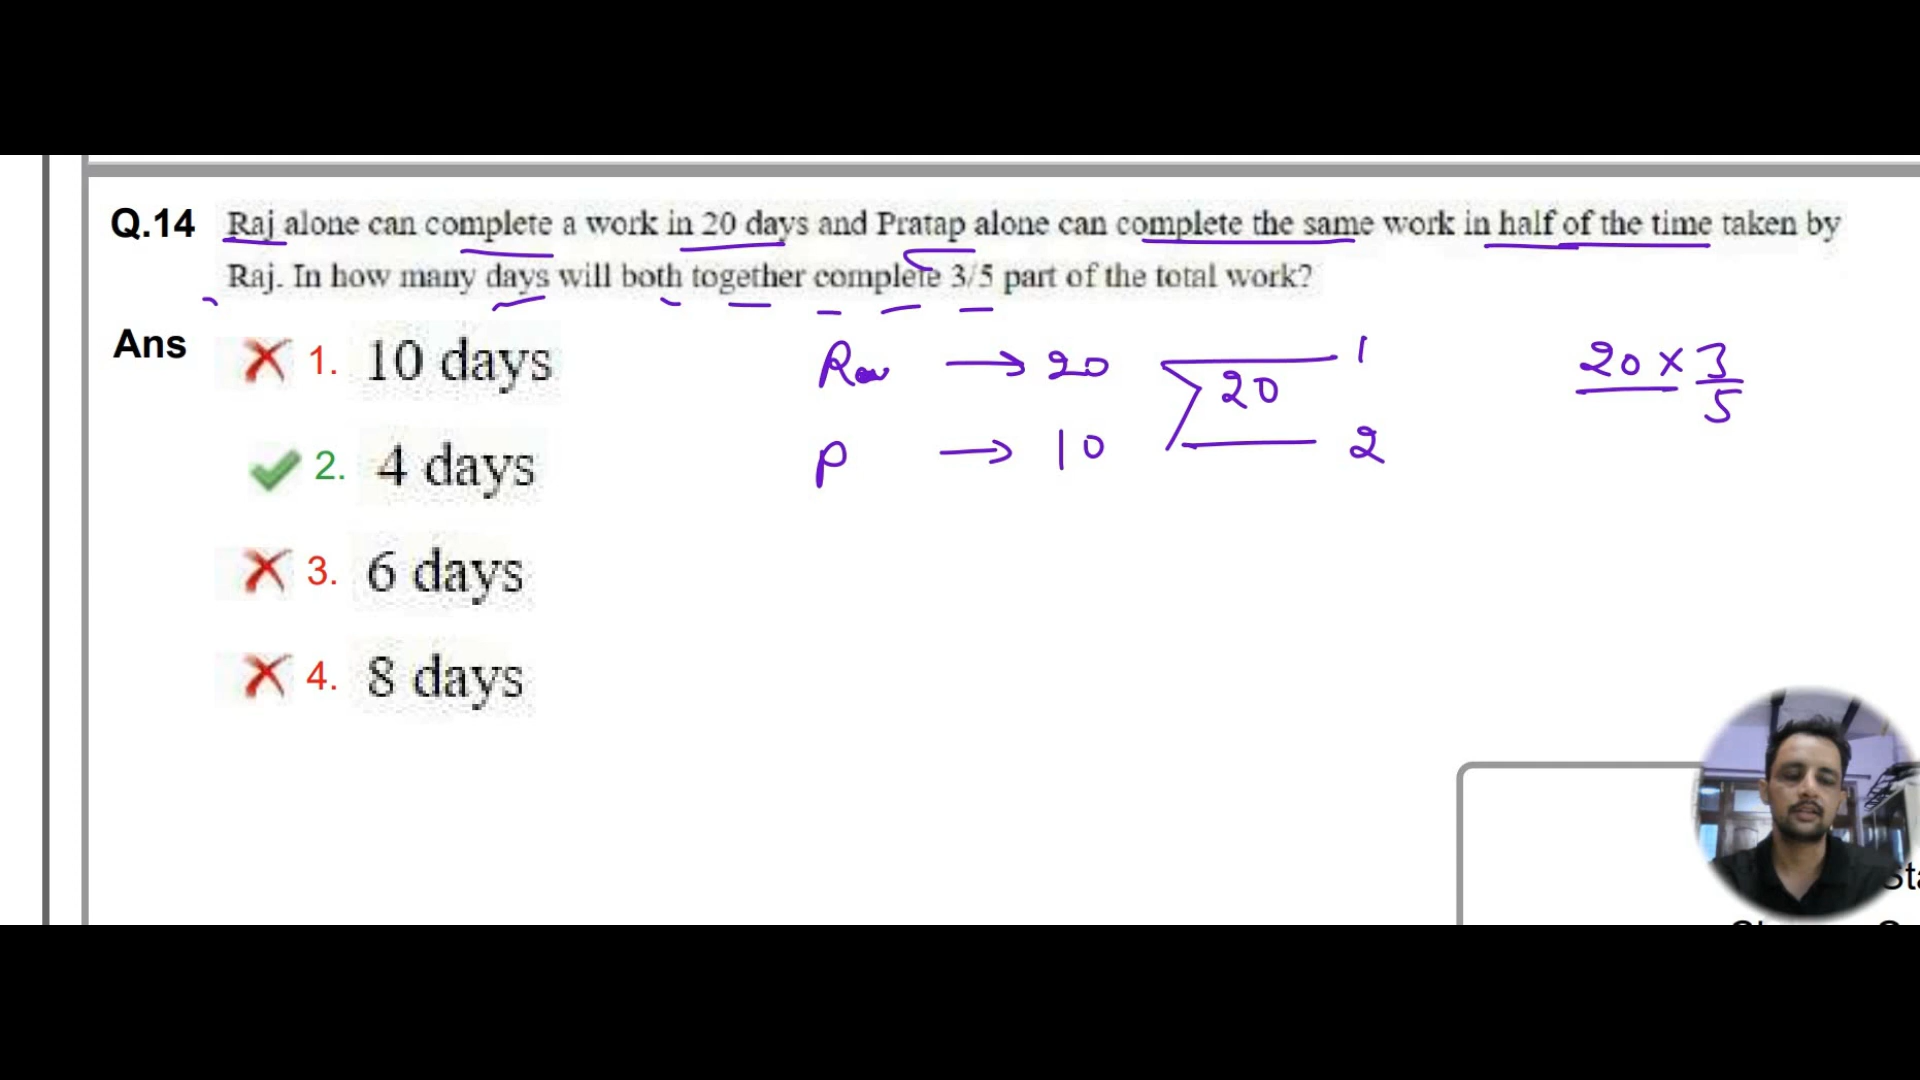 Q.14 Raj alone can complete a work in 20 days and Pratap alone can complete the same work in half of the time taken by
Raj. In how many days will both together complete 3/5 part of the total work?
Ans
1. 10 days
2. 4 days
3. 6 days
4. 8 days
→ 20 20 1
P → 10 2
20 × 3/5